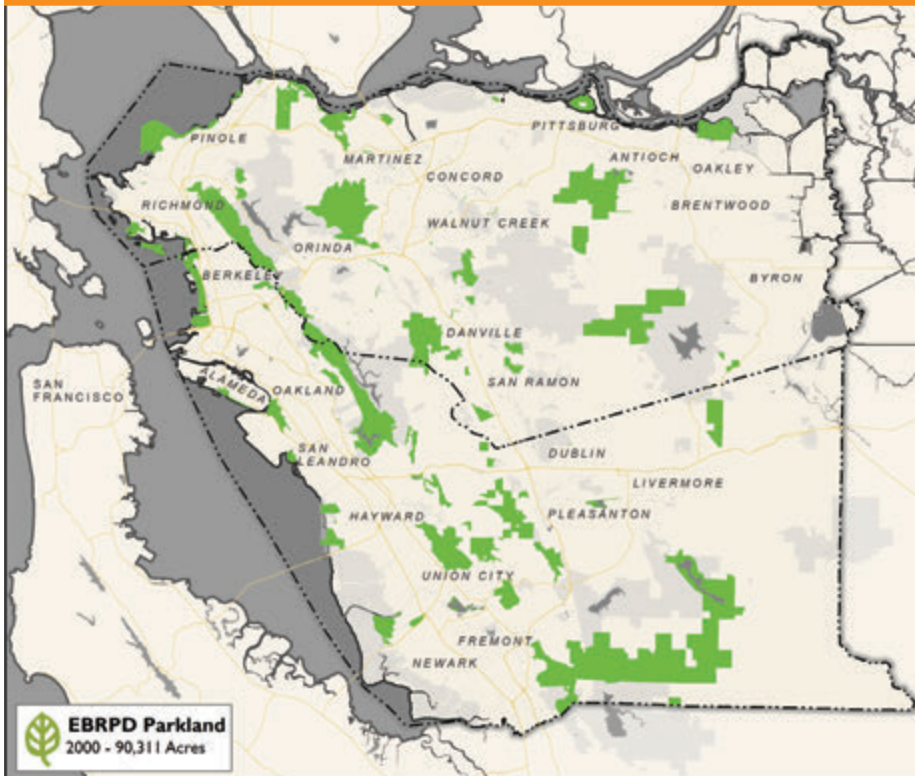 PINOLE
PITTSBURG
MARTINEZ
ANTIOCH
OAKLEY
CONCORD
RICHMOND
BRENTWOOD
WALNUT CREEK
ORINDA
BERKELEY
BYRON
DANVILLE
SAN
FRANCISCO
ALAMEDA
OAKLAND
SAN RAMON
SAN
LEANDRO
DUBLIN
LIVERMORE
HAYWARD
PLEASANTON
UNION CITY
FREMONT
NEWARK
EBRPD Parkland
2000 - 90,311 Acres